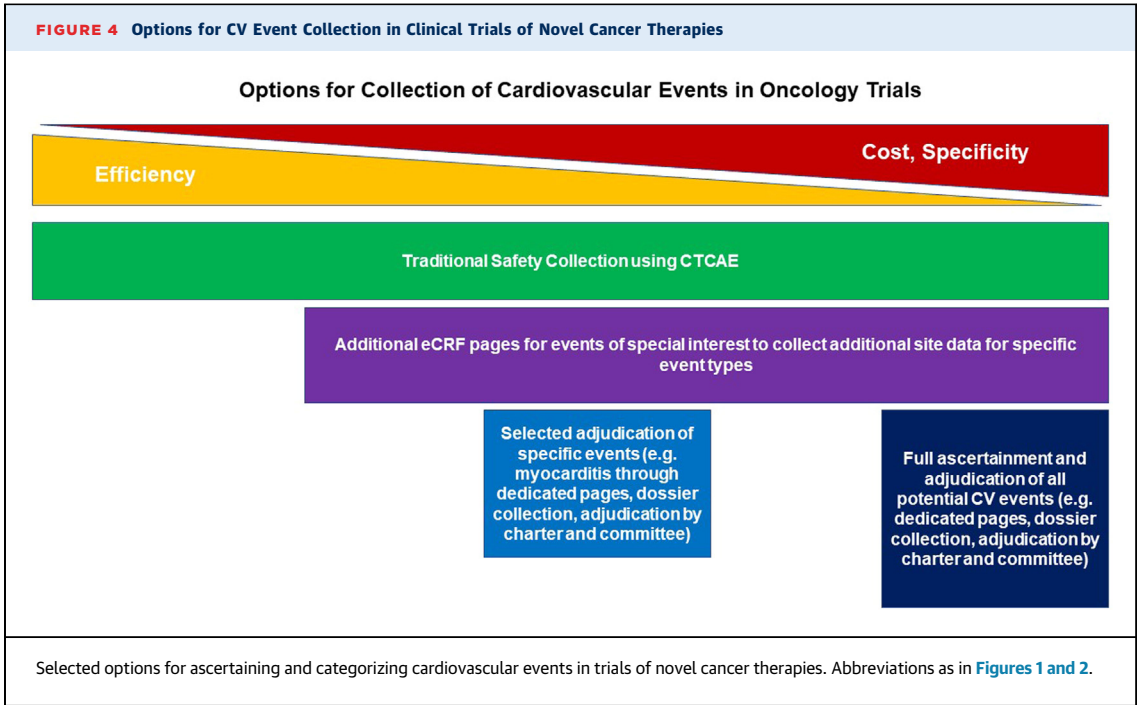 FIGURE 4 Options for CV Event Collection in Clinical Trials of Novel Cancer Therapies
Options for Collection of Cardiovascular Events in Oncology Trials
Cost, Specificity
Efficiency
Traditional Safety Collection using CTCAE
Additional eCRF pages for events of special interest to collect additional site data for specific
event types
Selected adjudication of
specific events (e.g.
myocarditis through
dedicated pages, dossier
collection, adjudication by
charter and committee)
Full ascertainment and
adjudication of all
potential CV events (e.g.
dedicated pages, dossier
collection, adjudication by
charter and committee)
Selected options for ascertaining and categorizing cardiovascular events in trials of novel cancer therapies. Abbreviations as in Figures 1 and 2.